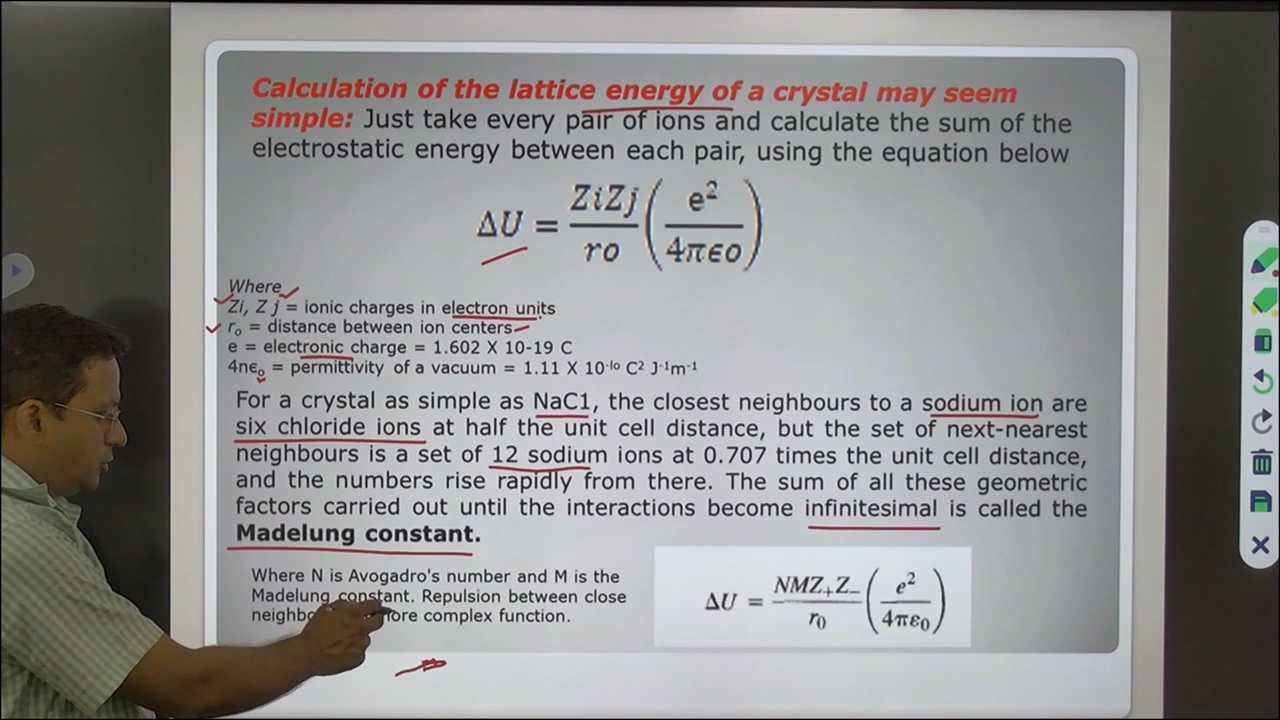 Calculation of the lattice energy of a crystal may seem
simple: Just take every pair of ions and calculate the sum of the
electrostatic energy between each pair, using the equation below
ΔU = ZiZj/ro (e²/4πϵo)
Where
Zi, Z j = ionic charges in electron units
rₒ = distance between ion centers
e = electronic charge = 1.602 X 10-19 C
4nϵₒ = permittivity of a vacuum = 1.11 X 10⁻ˡᵒ C² J⁻¹m⁻¹
For a crystal as simple as NaC1, the closest neighbours to a sodium ion are
six chloride ions at half the unit cell distance, but the set of next-nearest
neighbours is a set of 12 sodium ions at 0.707 times the unit cell distance,
and the numbers rise rapidly from there. The sum of all these geometric
factors carried out until the interactions become infinitesimal is called the
Madelung constant.
Where N is Avogadro's number and M is the
Madelung constant. Repulsion between close
complex function.
ΔU = NMZ₊Z₋/r₀ (e²/4πε₀)